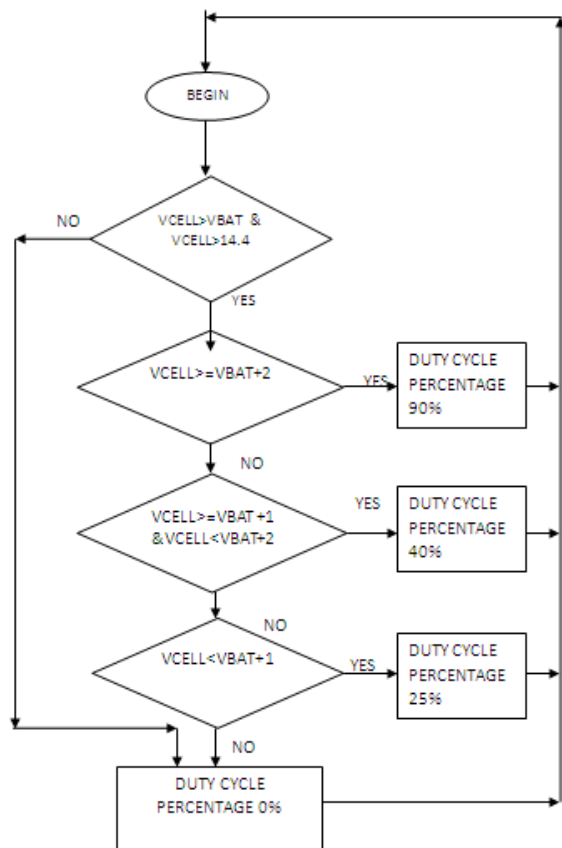 BEGIN
NO
VCELL>VBAT &
VCELL>14.4
YES
VCELL>=VBAT+2
YES
DUTY CYCLE
PERCENTAGE
90%
NO
VCELL>=VBAT+1
&VCELL<VBAT+2
YES
DUTY CYCLE
PERCENTAGE
40%
NO
VCELL<VBAT+1
YES
DUTY CYCLE
PERCENTAGE
25%
NO
DUTY CYCLE
PERCENTAGE 0%